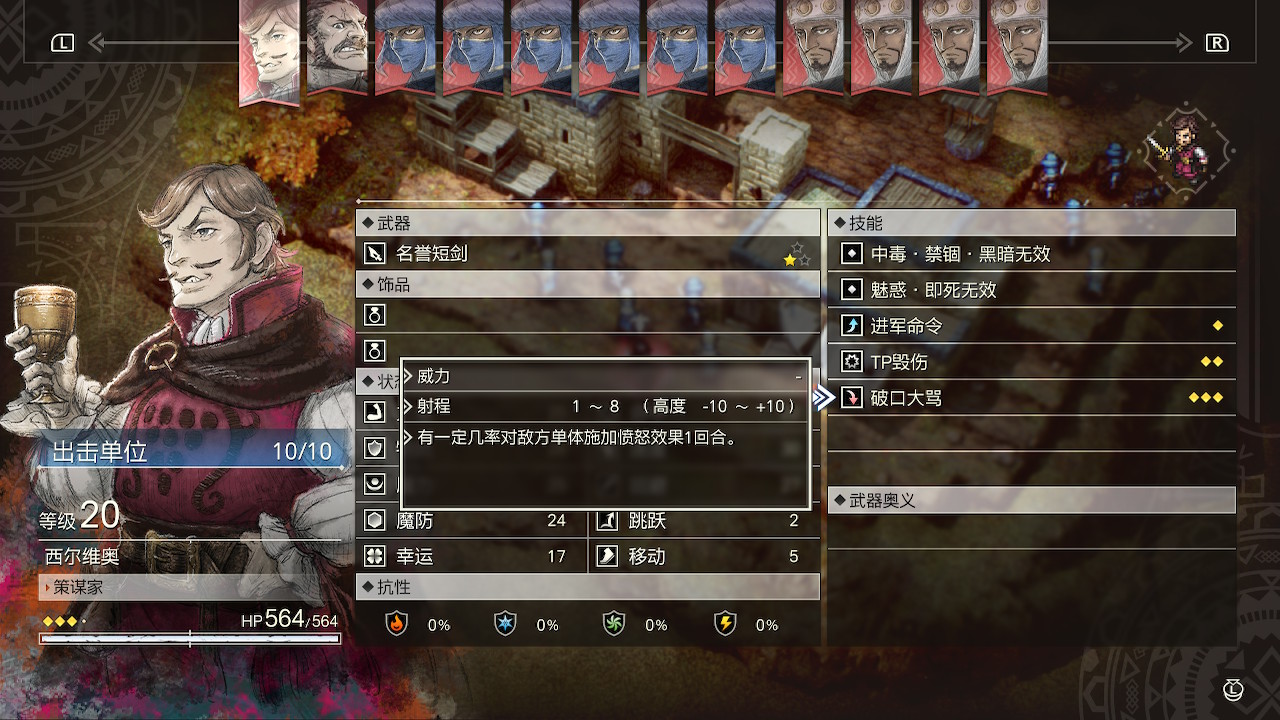 L
R
武器
名誉短剑
饰品
状
威力 -
射程 1 ～ 8 （高度 -10 ～ +10）
有一定几率对敌方单体施加愤怒效果1回合。
魔防 24
跳跃 2
幸运 17
移动 5
抗性
0% 0% 0% 0%
技能
中毒·禁锢·黑暗无效
魅惑·即死无效
进军命令
TP毁伤
破口大骂
武器奥义
出击单位 10/10
等级20
西尔维奥
策谋家
HP564/564
L